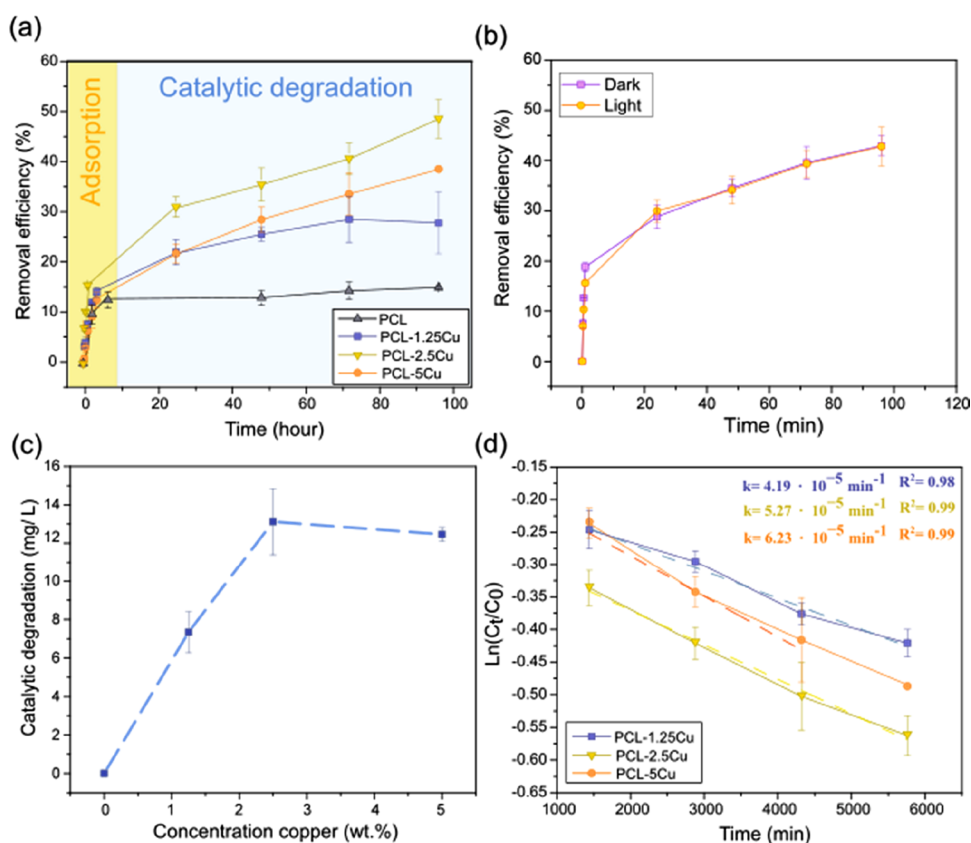 (a)
Removal efficiency (%)
60
50
40
30
20
10
0
Adsorption
Catalytic degradation
PCL
PCL-1.25Cu
PCL-2.5Cu
PCL-5Cu
0 20 40 60 80 100
Time (hour)
(b)
Removal efficiency (%)
60
50
40
30
20
10
0
Dark
Light
0 20 40 60 80 100 120
Time (min)
(c)
Catalytic degradation (mg/ L)
16
14
12
10
8
6
4
2
0
0 1 2 3 4 5
Concentration copper (wt.%)
(d)
Ln(Ct/C0)
-0.15
-0.20
-0.25
-0.30
-0.35
-0.40
-0.45
-0.50
-0.55
-0.60
-0.65
k= 4.19 · 10⁻⁵ min⁻¹ R²= 0.98
k= 5.27 · 10⁻⁵ min⁻¹ R²= 0.99
k= 6.23 · 10⁻⁵ min⁻¹ R²= 0.99
PCL-1.25Cu
PCL-2.5Cu
PCL-5Cu
1000 2000 3000 4000 5000 6000
Time (min)